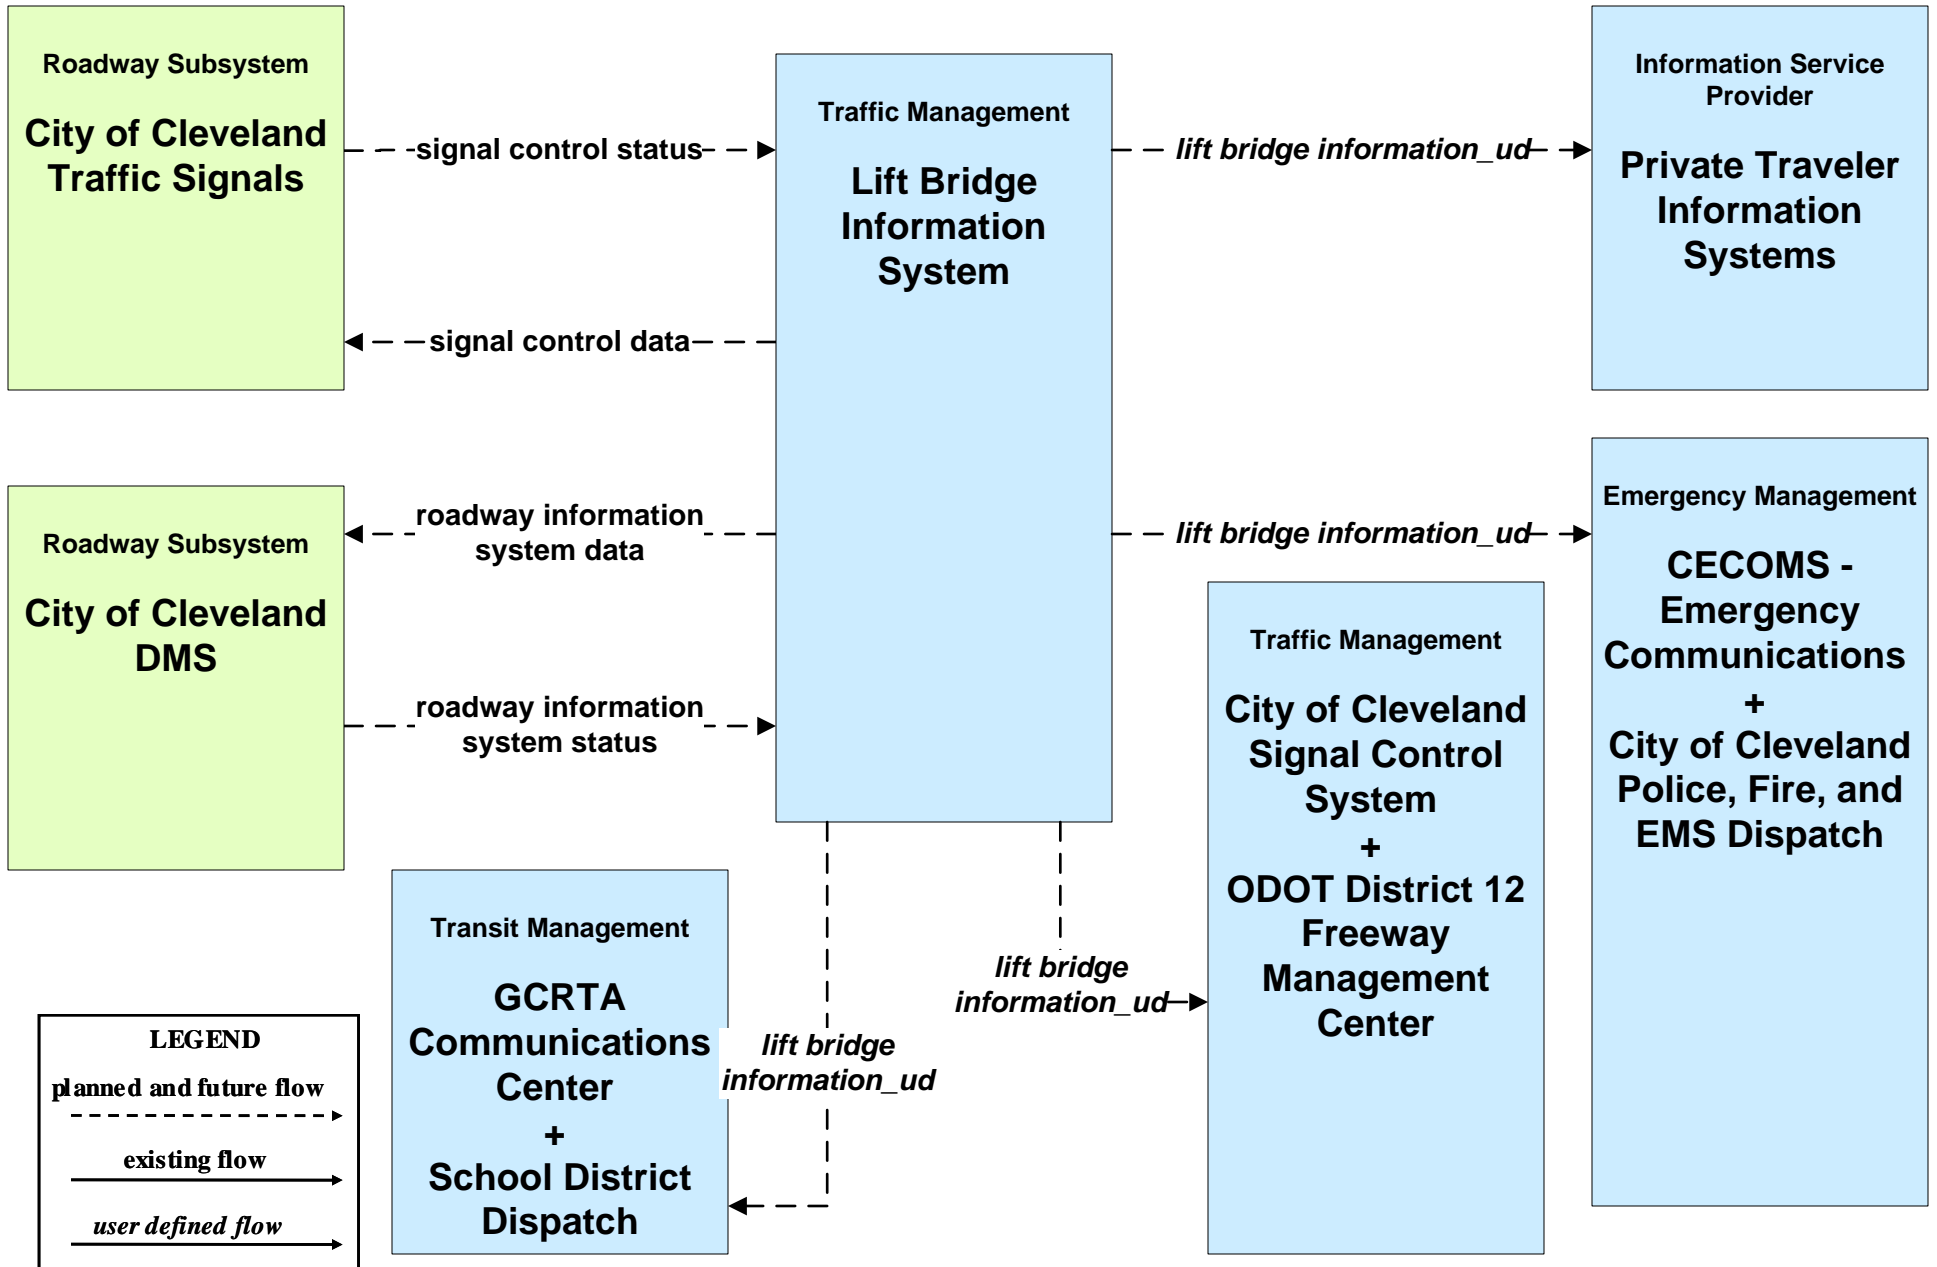 Roadway Subsystem
City of Cleveland
Traffic Signals
signal control status
signal control data
Traffic Management
Lift Bridge
Information
System
lift bridge information_ud
Information Service
Provider
Private Traveler
Information
Systems
Roadway Subsystem
City of Cleveland
DMS
roadway information
system data
roadway information
system status
lift bridge information_ud
Emergency Management
CECOMS -
Emergency
Communications
+
City of Cleveland
Police, Fire, and
EMS Dispatch
Traffic Management
City of Cleveland
Signal Control
System
+
ODOT District 12
Freeway
Management
Center
lift bridge
information_ud
Transit Management
GCRTA
Communications
Center
+
School District
Dispatch
lift bridge
information_ud
LEGEND
planned and future flow
existing flow
user defined flow